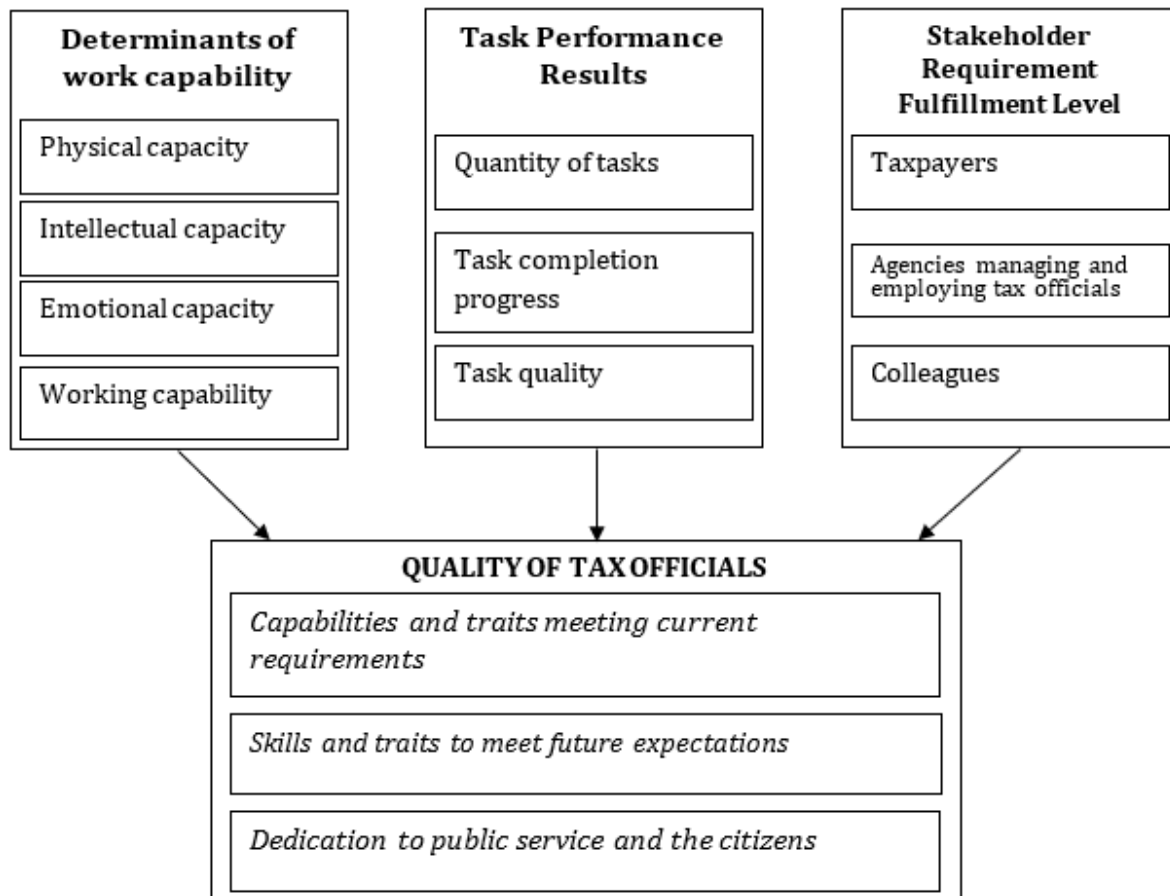 Determinants of
work capability
Physical capacity
Intellectual capacity
Emotional capacity
Working capability
Task Performance
Results
Quantity of tasks
Task completion
progress
Task quality
Stakeholder
Requirement
Fulfillment Level
Taxpayers
Agencies managing and
employing tax officials
Colleagues
QUALITY OF TAX OFFICIALS
Capabilities and traits meeting current
requirements
Skills and traits to meet future expectations
Dedication to public service and the citizens